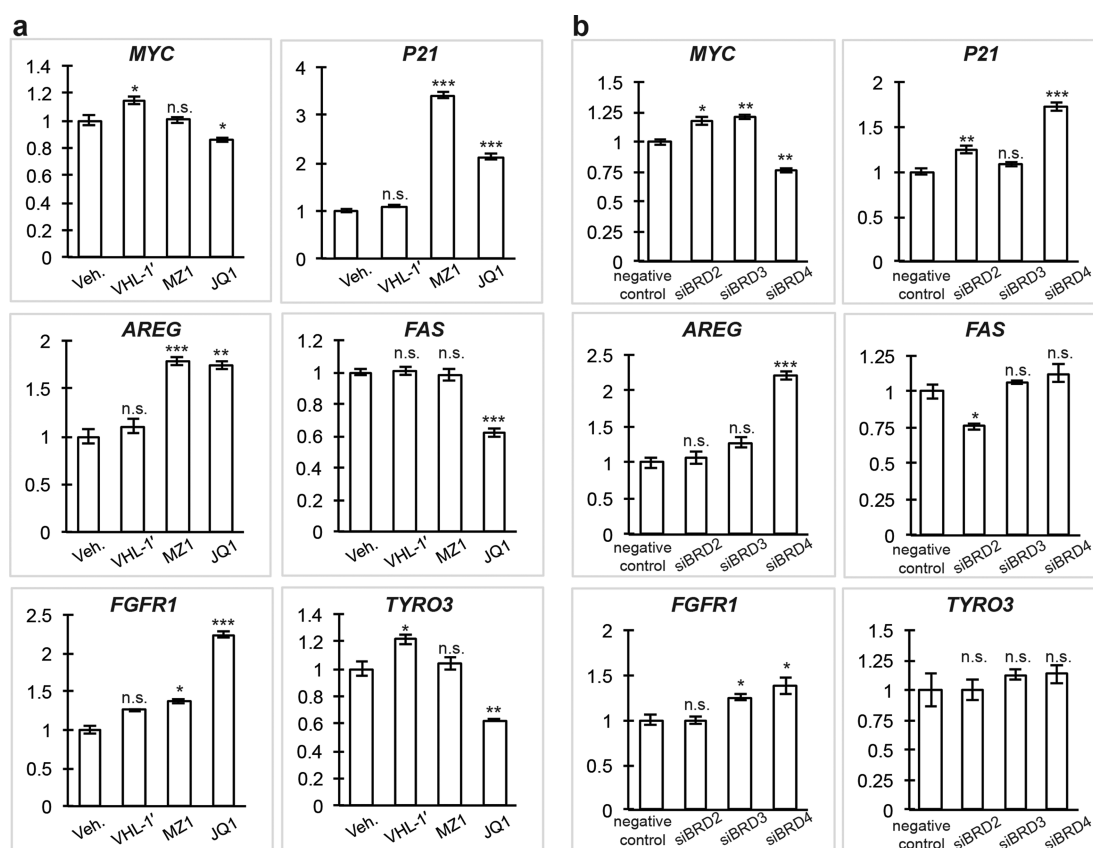 a
MYC
1.4
1.2
1
0.8
0.6
0.4
0.2
0
*
n.s.
*
Veh.
VHL-1'
MZ1
JQ1
P21
4
3
2
1
0
n.s.
***
***
Veh.
VHL-1'
MZ1
JQ1
AREG
2
1.5
1
0.5
0
n.s.
***
**
Veh.
VHL-1'
MZ1
JQ1
FAS
1.2
1
0.8
0.6
0.4
0.2
0
n.s.
n.s.
***
Veh.
VHL-1'
MZ1
JQ1
FGFR1
2.5
2
1.5
1
0.5
0
n.s.
*
***
Veh.
VHL-1'
MZ1
JQ1
TYRO3
1.4
1.2
1
0.8
0.6
0.4
0.2
0
*
n.s.
**
Veh.
VHL-1'
MZ1
JQ1
b
MYC
1.5
1.25
1
0.75
0.5
0.25
0
*
**
**
negative
control
siBRD2
siBRD3
siBRD4
P21
2
1.5
1
0.5
0
**
n.s.
***
negative
control
siBRD2
siBRD3
siBRD4
AREG
2.5
2
1.5
1
0.5
0
n.s.
n.s.
***
negative
control
siBRD2
siBRD3
siBRD4
FAS
1.25
1
0.75
0.5
0.25
0
*
n.s.
n.s.
negative
control
siBRD2
siBRD3
siBRD4
FGFR1
2
1.5
1
0.5
0
n.s.
*
*
negative
control
siBRD2
siBRD3
siBRD4
TYRO3
1.5
1.25
1
0.75
0.5
0.25
0
n.s.
n.s.
n.s.
negative
control
siBRD2
siBRD3
siBRD4